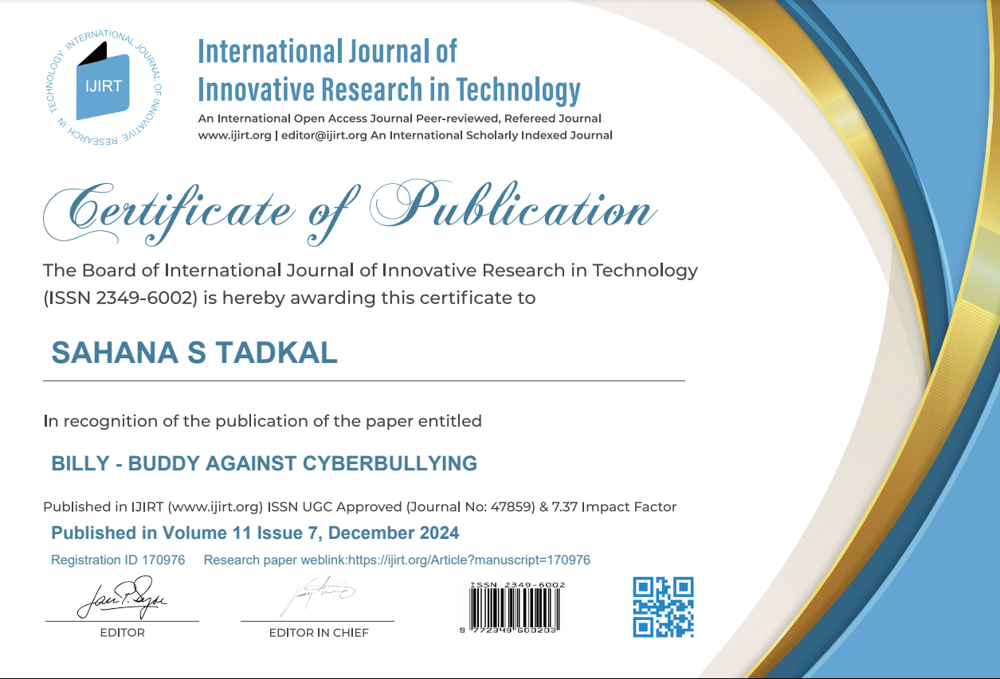 INTERNATIONAL JOURNAL OF INNOVATIVE RESEARCH IN TECHNOLOGY
IJIRT
International Journal of
Innovative Research in Technology
An International Open Access Journal Peer-reviewed, Refereed Journal
www.ijirt.org | editor@ijirt.org An International Scholarly Indexed Journal
Certificate of Publication
The Board of International Journal of Innovative Research in Technology
(ISSN 2349-6002) is hereby awarding this certificate to
SAHANA S TADKAL
In recognition of the publication of the paper entitled
BILLY - BUDDY AGAINST CYBERBULLYING
Published in IJIRT (www.ijirt.org) ISSN UGC Approved (Journal No: 47859) & 7.37 Impact Factor
Published in Volume 11 Issue 7, December 2024
Registration ID 170976 Research paper weblink:https://ijirt.org/Article?manuscript=170976
EDITOR
EDITOR IN CHIEF
ISSN 2349-6002
9 772349 600203